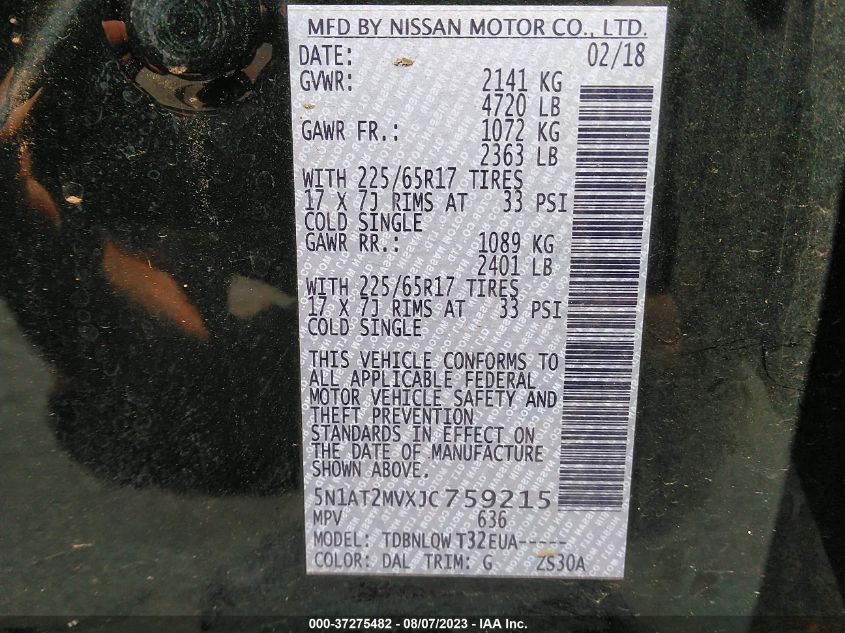 MFD BY NISSAN MOTOR CO., LTD.
DATE: 02/18
GVWR: 2141 KG
4720 LB
GAWR FR.: 1072 KG
2363 LB
WITH 225/65R17 TIRES
17 X 7J RIMS AT 33 PSI
COLD SINGLE
GAWR RR.: 1089 KG
2401 LB
WITH 225/65R17 TIRES
17 X 7J RIMS AT 33 PSI
COLD SINGLE
THIS VEHICLE CONFORMS TO
ALL APPLICABLE FEDERAL
MOTOR VEHICLE SAFETY AND
THEFT PREVENTION
STANDARDS IN EFFECT ON
THE DATE OF MANUFACTURE
SHOWN ABOVE.
5N1AT2MVXJC759215
MPV 636
MODEL: TDBNLQWT32EUA-----
COLOR: DAL TRIM: G ZS30A
000-37275482 - 08/07/2023 - IAA Inc.